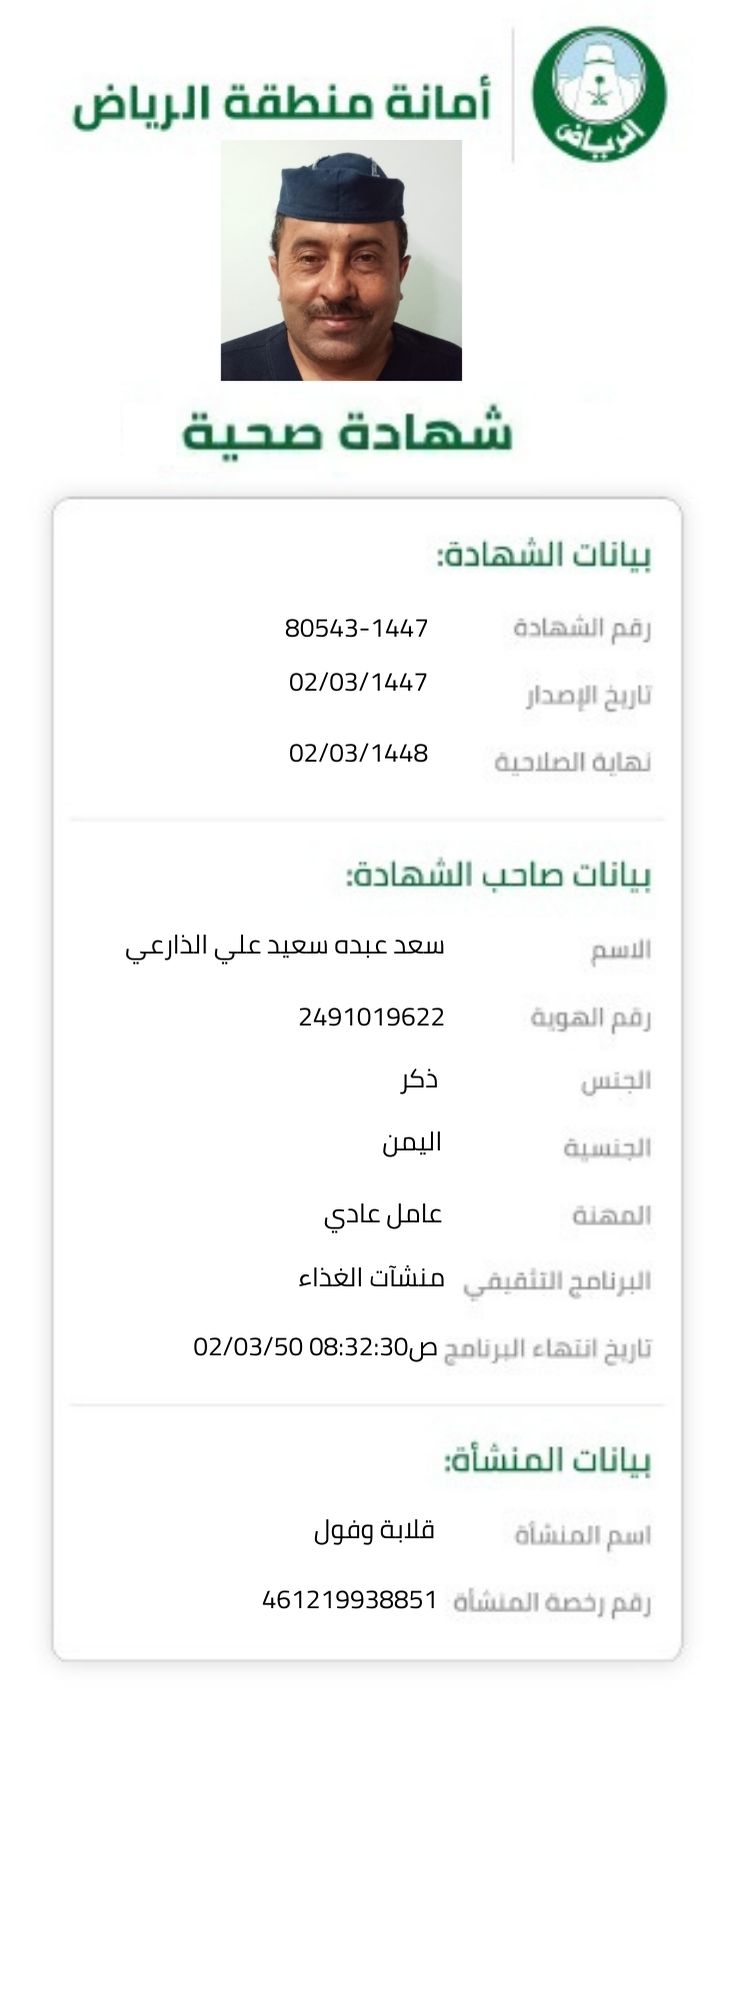 أمانة منطقة الرياض
الرياض
شهادة صحية
بيانات الشهادة:
رقم الشهادة 80543-1447
تاريخ الإصدار 02/03/1447
نهاية الصلاحية 02/03/1448
بيانات صاحب الشهادة:
الاسم سعد عبده سعيد علي الذارعي
رقم الهوية 2491019622
الجنس ذكر
الجنسية اليمن
المهنة عامل عادي
البرنامج التثقيفي منشآت الغذاء
تاريخ انتهاء البرنامج ص08:32:30 02/03/50
بيانات المنشأة:
اسم المنشأة قلابة وفول
رقم رخصة المنشأة 461219938851